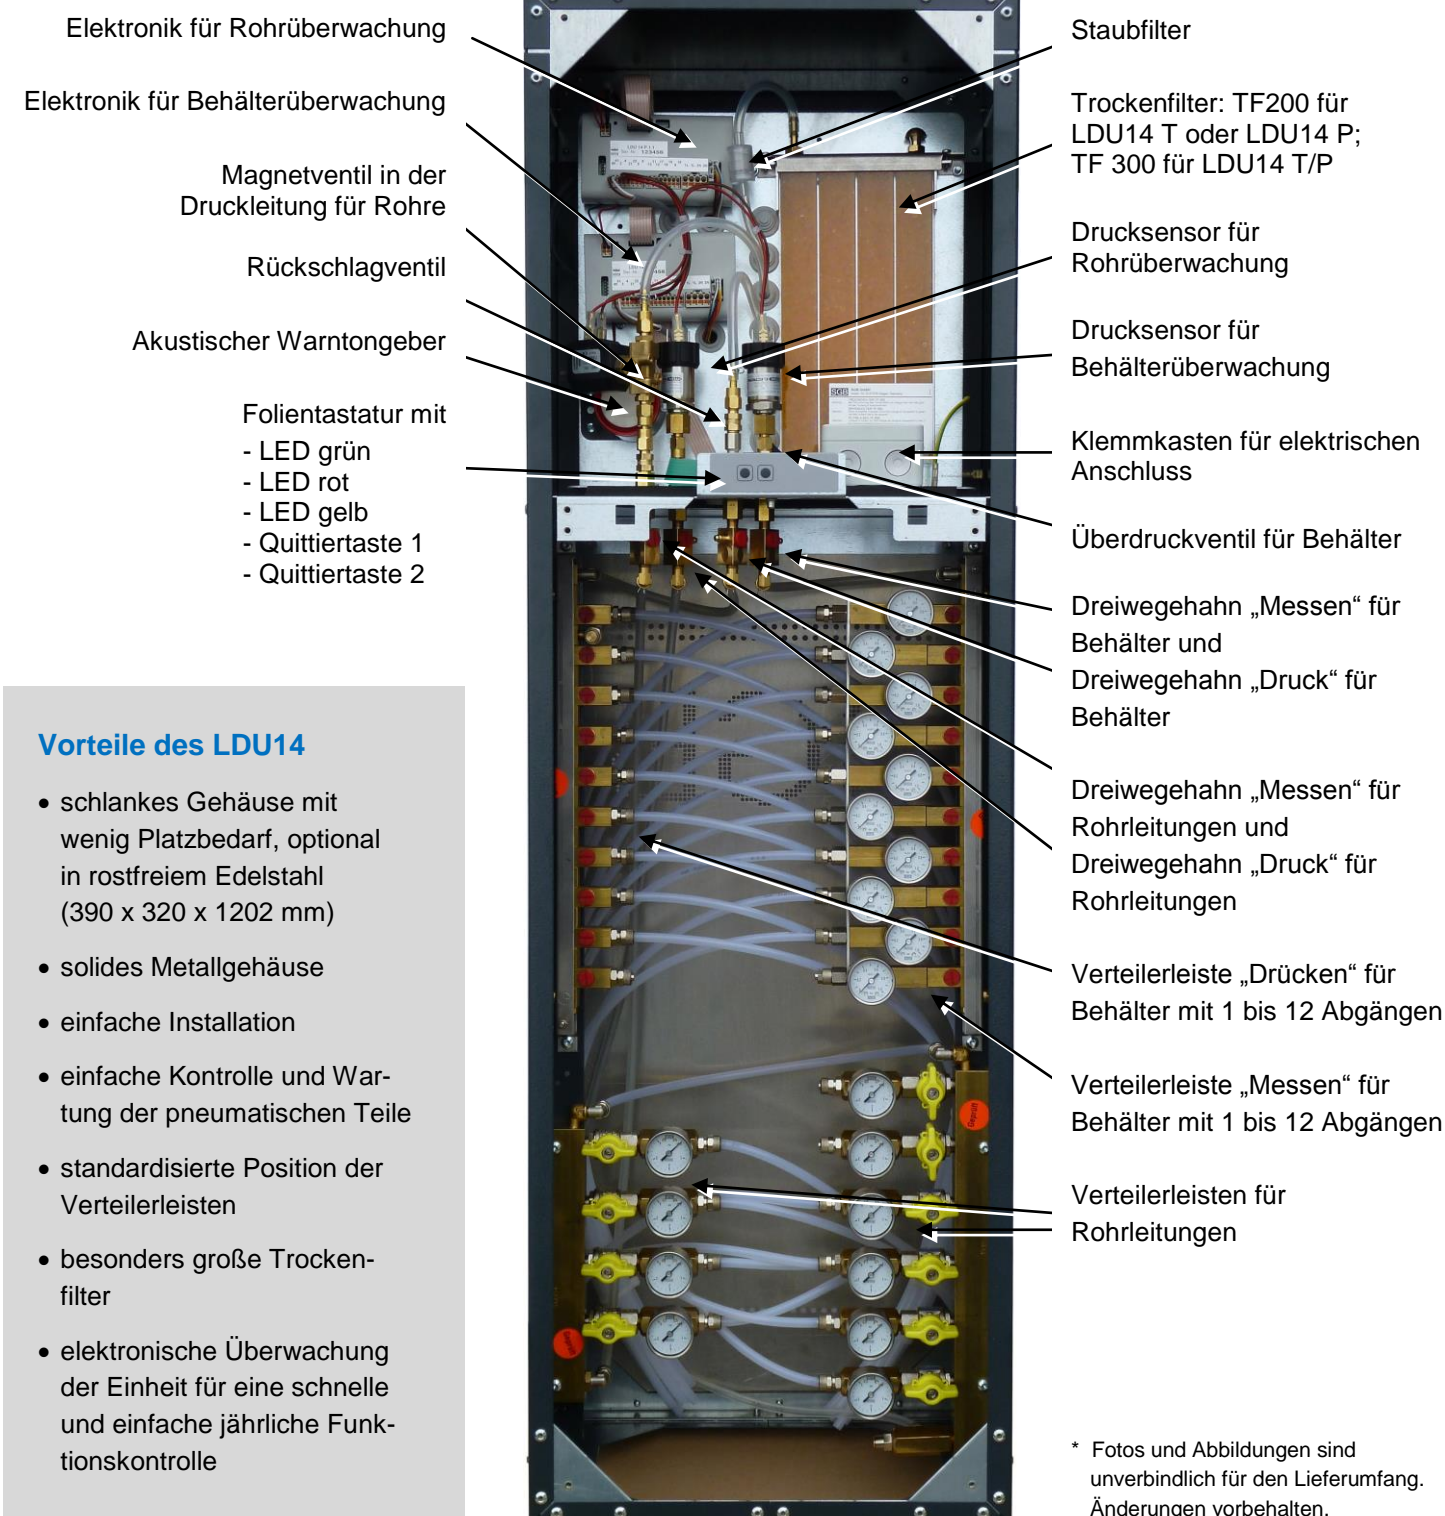 Elektronik für Rohrüberwachung
Elektronik für Behälterüberwachung
Magnetventil in der
Druckleitung für Rohre
Rückschlagventil
Akustischer Warntongeber
Folientastatur mit
- LED grün
- LED rot
- LED gelb
- Quittiertaste 1
- Quittiertaste 2
Vorteile des LDU14
• schlankes Gehäuse mit
wenig Platzbedarf, optional
in rostfreiem Edelstahl
(390 x 320 x 1202 mm)
• solides Metallgehäuse
• einfache Installation
• einfache Kontrolle und War-
tung der pneumatischen Teile
• standardisierte Position der
Verteilerleisten
• besonders große Trocken-
filter
• elektronische Überwachung
der Einheit für eine schnelle
und einfache jährliche Funk-
tionskontrolle
123456
SGB
Geprüft
Staubfilter
Trockenfilter: TF200 für
LDU14 T oder LDU14 P;
TF 300 für LDU14 T/P
Drucksensor für
Rohrüberwachung
Drucksensor für
Behälterüberwachung
Klemmkasten für elektrischen
Anschluss
Überdruckventil für Behälter
Dreiwegehahn „Messen“ für
Behälter und
Dreiwegehahn „Druck“ für
Behälter
Dreiwegehahn „Messen“ für
Rohrleitungen und
Dreiwegehahn „Druck“ für
Rohrleitungen
Verteilerleiste „Drücken“ für
Behälter mit 1 bis 12 Abgängen
Verteilerleiste „Messen“ für
Behälter mit 1 bis 12 Abgängen
Verteilerleisten für
Rohrleitungen
* Fotos und Abbildungen sind
unverbindlich für den Lieferumfang.
Änderungen vorbehalten.